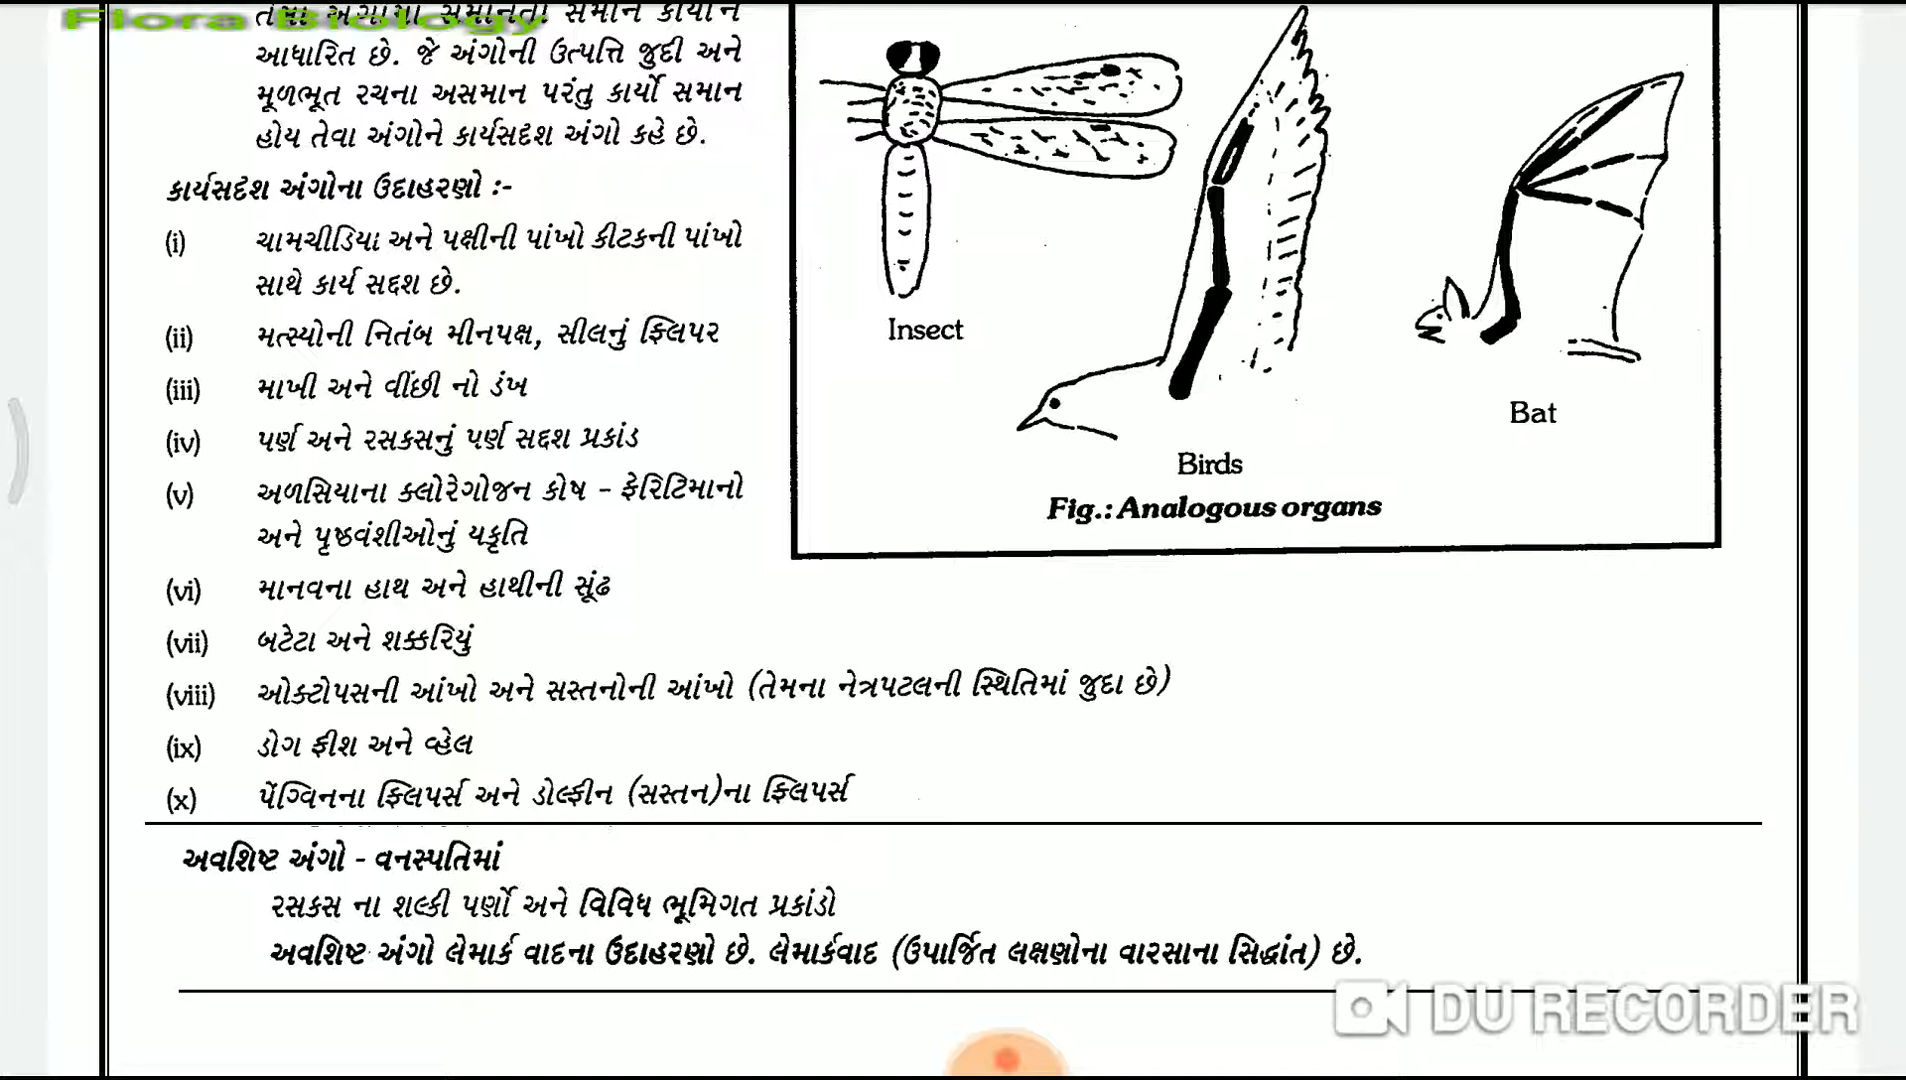 Flora Biology
આધારિત છે. જે અંગોની ઉત્પત્તિ જુદી અને
મૂળભૂત રચના અસમાન પરંતુ કાર્યો સમાન
હોય તેવા અંગોને કાર્યસદૃશ અંગો કહે છે.
કાર્યસદૃશ અંગોના ઉદાહરણો :-
(i) ચામચીડિયા અને પક્ષીની પાંખો કીટકની પાંખો
સાથે કાર્ય સદૃશ છે.
(ii) મત્સ્યોની નિતંબ મીનપક્ષ, સીલનું ફ્લિપર
(iii) માખી અને વીંછી નો ડંખ
(iv) પર્ણ અને રસકસનું પર્ણ સદૃશ પ્રકાંડ
(v) અળસિયાના ક્લોરેગોજન કોષ - ફેરિટિમાનો
અને પૃષ્ઠવંશીઓનું યકૃતિ
(vi) માનવના હાથ અને હાથીની સૂંઢ
(vii) બટેટા અને શક્કરિયું
(viii) ઓક્ટોપસની આંખો અને સસ્તનોની આંખો (તેમના નેત્રપટલની સ્થિતિમાં જુદા છે)
(ix) ડોગ ફીશ અને વ્હેલ
(x) પેંગ્વિનના ફ્લિપર્સ અને ડોલ્ફીન (સસ્તન)ના ફ્લિપર્સ
Insect
Birds
Bat
Fig.: Analogous organs
અવશિષ્ટ અંગો - વનસ્પતિમાં
રસકસ ના શલ્કી પર્ણો અને વિવિધ ભૂમિગત પ્રકાંડો
અવશિષ્ટ અંગો લેમાર્ક વાદના ઉદાહરણો છે. લેમાર્કવાદ (ઉપાર્જિત લક્ષણોના વારસાના સિદ્ધાંત) છે.
DU RECORDER